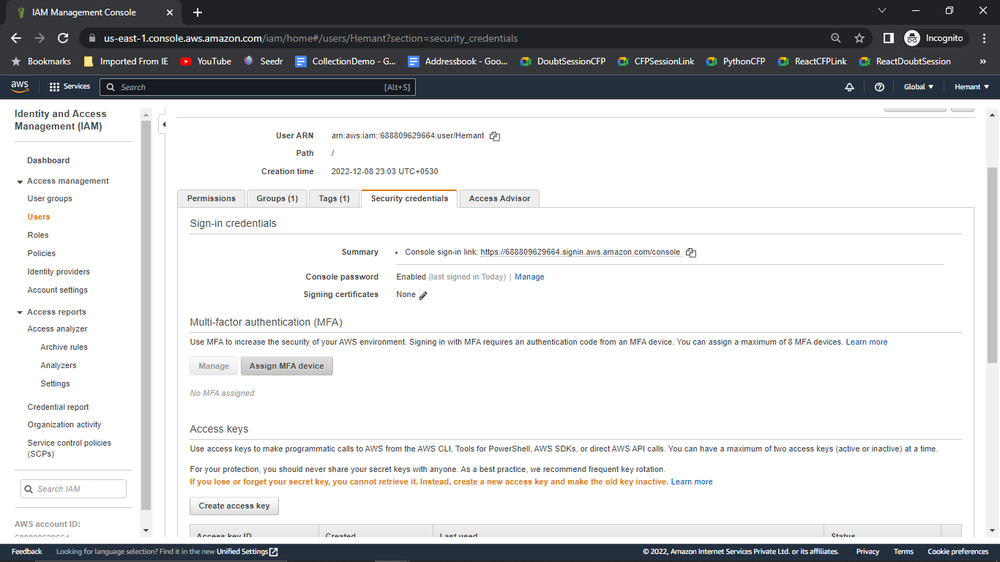 IAM Management Console
us-east-1.console.aws.amazon.com/iam/home#/users/Hemant?section=security_credentials
Incognito
Bookmarks
Imported From IE
YouTube
Seedr
CollectionDemo - G...
Addressbook - Goo...
DoubtSessionCFP
CFPSessionLink
PythonCFP
ReactCFPLink
ReactDoubtSession
»
aws
Services
Search
[Alt+S]
Global ▼
Hemant ▼
Identity and Access
Management (IAM)
Dashboard
Access management
User groups
Users
Roles
Policies
Identity providers
Account settings
Access reports
Access analyzer
Archive rules
Analyzers
Settings
Credential report
Organization activity
Service control policies
(SCPs)
Search IAM
AWS account ID:
688809629664
User ARN arn:aws:iam::688809629664:user/Hemant
Path /
Creation time 2022-12-08 23:03 UTC+0530
Permissions
Groups (1)
Tags (1)
Security credentials
Access Advisor
Sign-in credentials
Summary • Console sign-in link: https://688809629664.signin.aws.amazon.com/console
Console password Enabled (last signed in Today) | Manage
Signing certificates None
Multi-factor authentication (MFA)
Use MFA to increase the security of your AWS environment. Signing in with MFA requires an authentication code from an MFA device. You can assign a maximum of 8 MFA devices. Learn more
Manage
Assign MFA device
No MFA assigned.
Access keys
Use access keys to make programmatic calls to AWS from the AWS CLI, Tools for PowerShell, AWS SDKs, or direct AWS API calls. You can have a maximum of two access keys (active or inactive) at a time.
For your protection, you should never share your secret keys with anyone. As a best practice, we recommend frequent key rotation.
If you lose or forget your secret key, you cannot retrieve it. Instead, create a new access key and make the old key inactive. Learn more
Create access key
Access key ID Created Last used Status
Feedback
Looking for language selection? Find it in the new Unified Settings
© 2022, Amazon Internet Services Private Ltd. or its affiliates.
Privacy
Terms
Cookie preferences